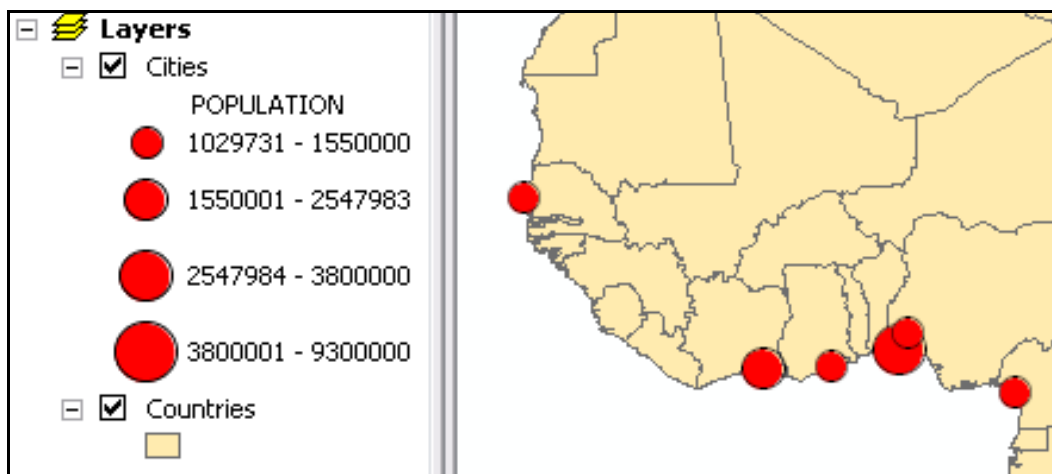 Layers
Cities
POPULATION
1029731 - 1550000
1550001 - 2547983
2547984 - 3800000
3800001 - 9300000
Countries